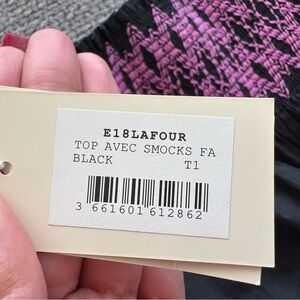 E18LAFOUR
TOP AVEC SMOCKS FA
BLACK T1
3 661601 612862